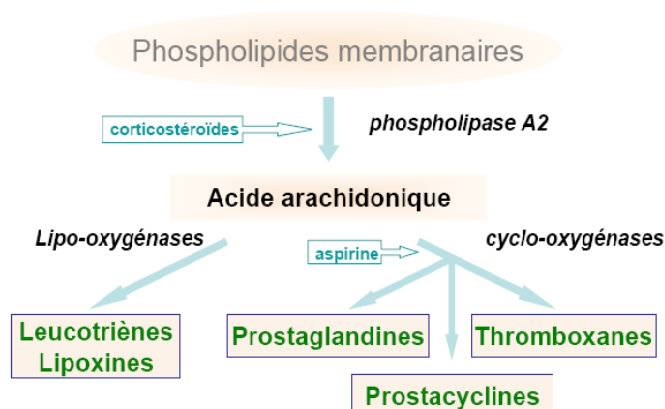 Phospholipides membranaires
corticostéroïdes
phospholipase A2
Acide arachidonique
Lipo-oxygénases
aspirine
cyclo-oxygénases
Leucotriènes
Lipoxines
Prostaglandines
Thromboxanes
Prostacyclines